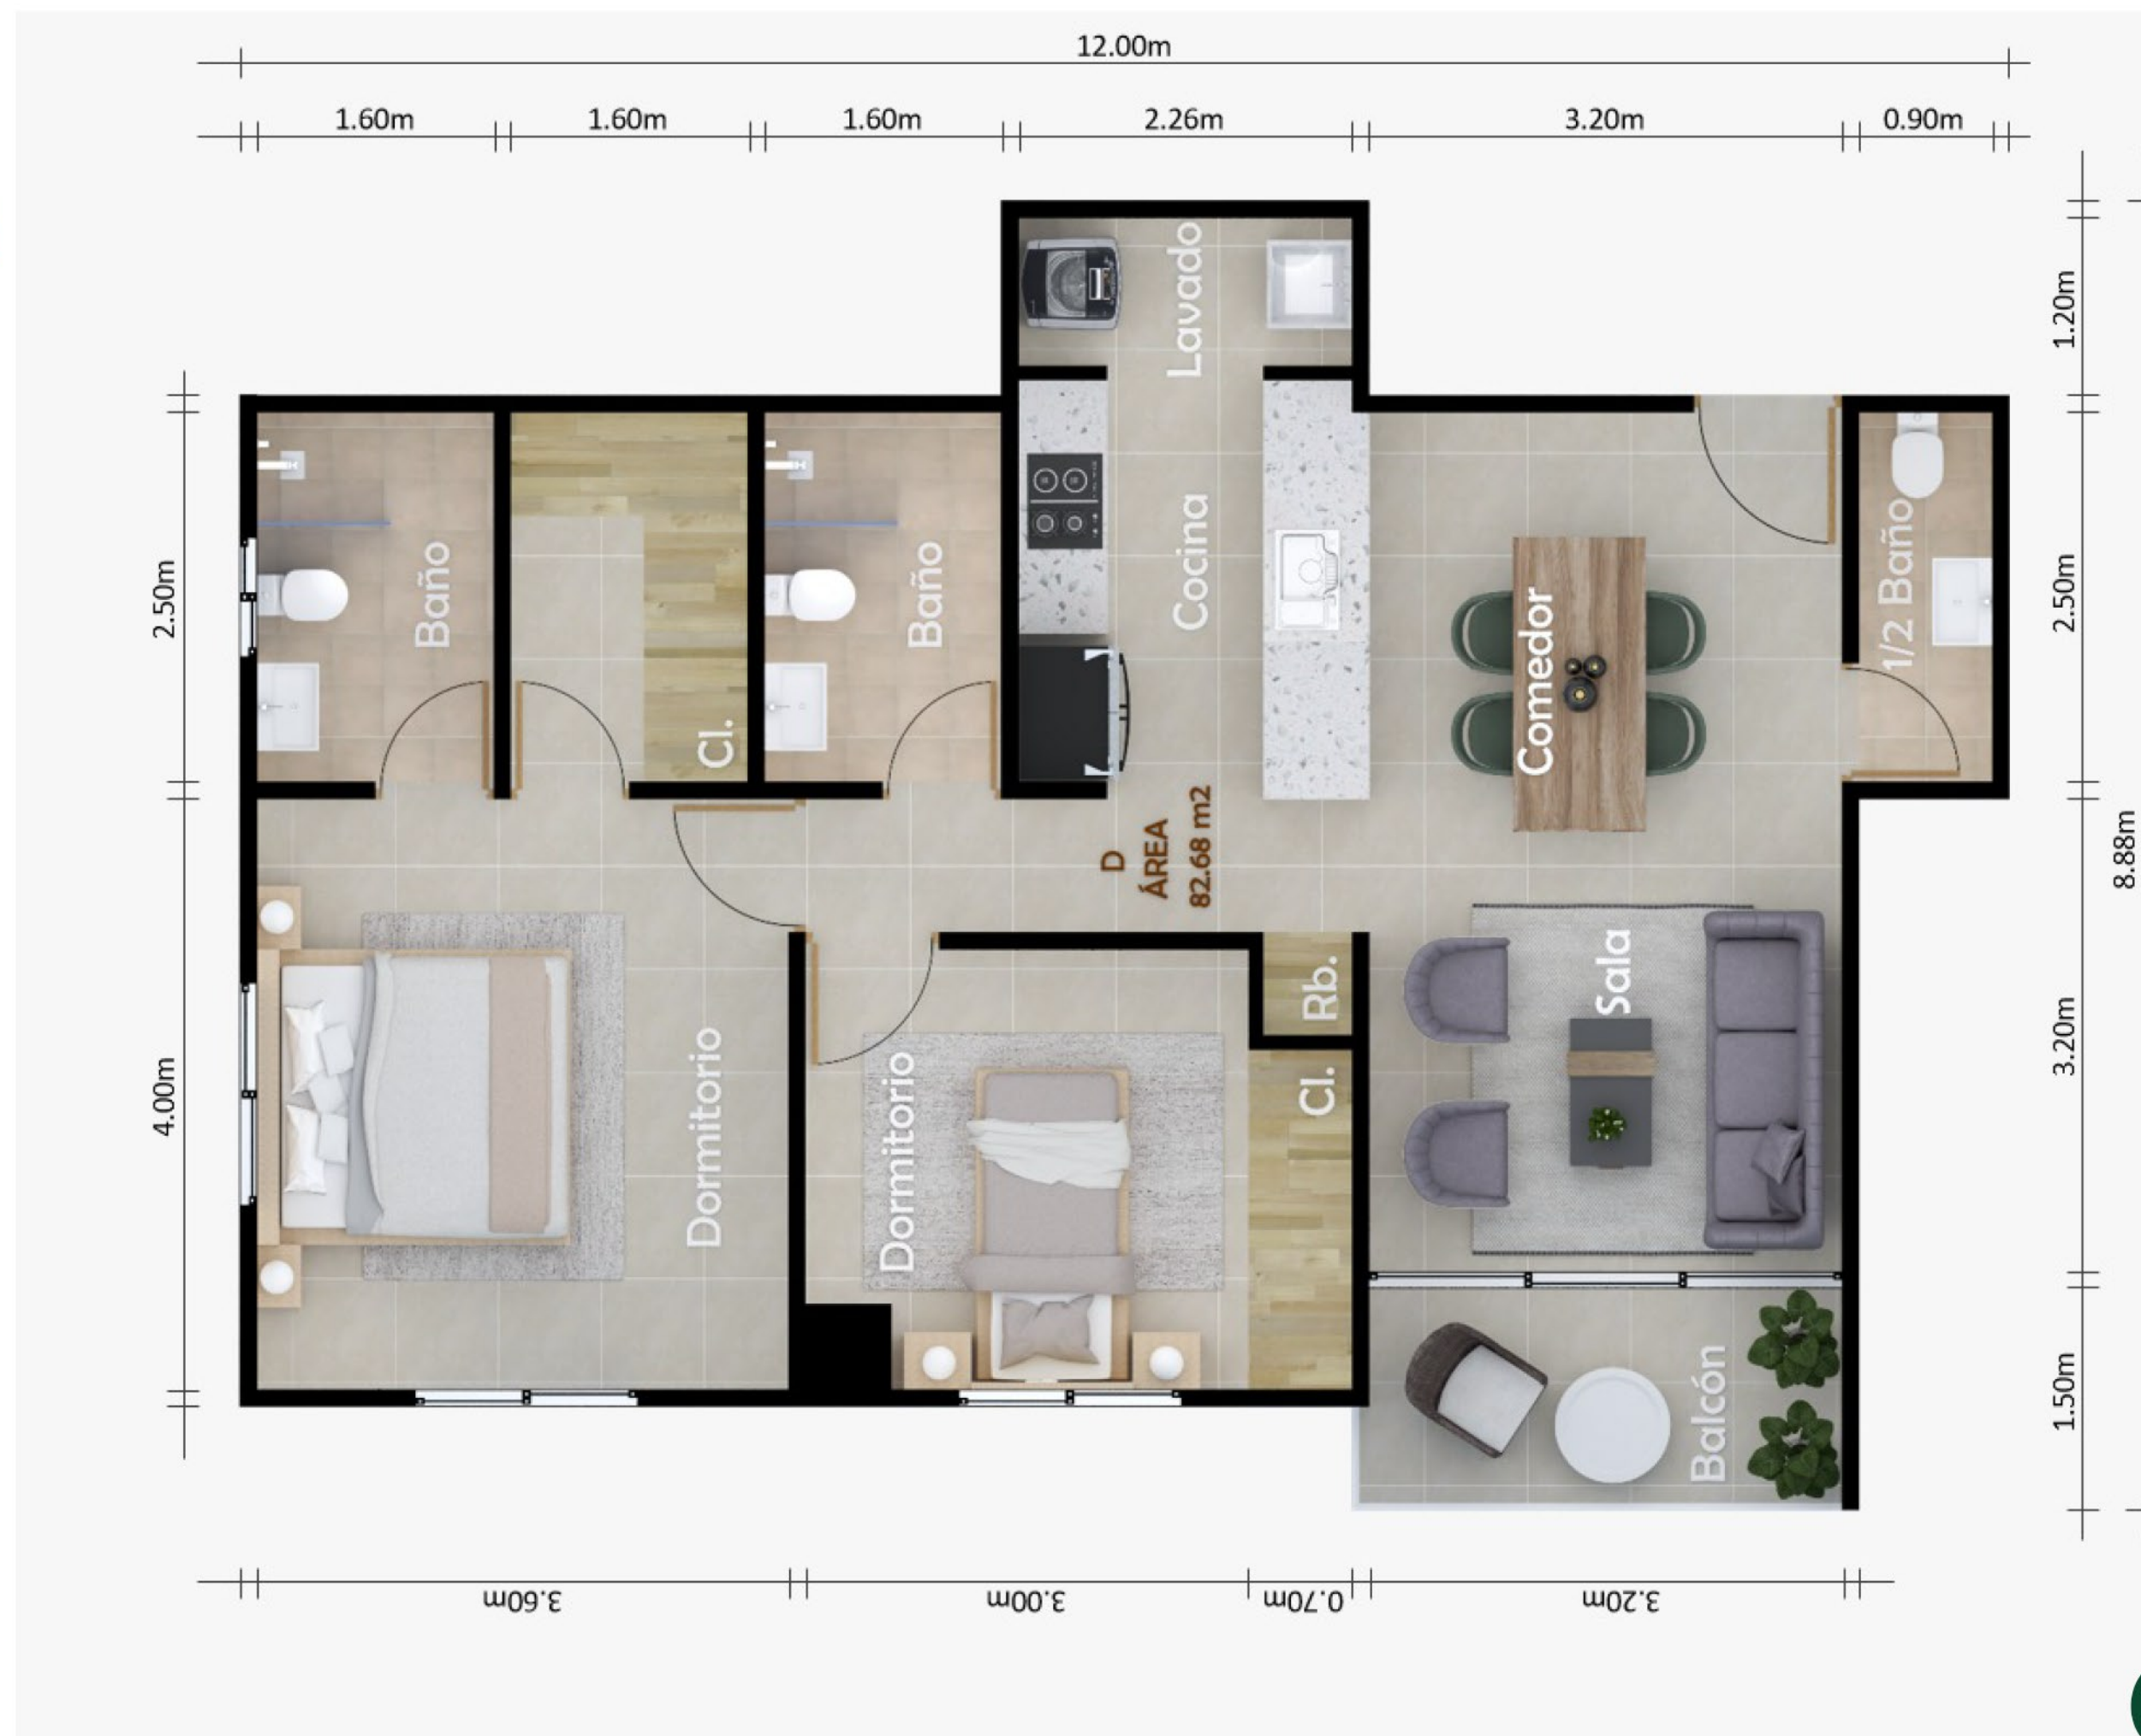 12.00m
1.60m
1.60m
1.60m
2.26m
3.20m
0.90m
Lavado
1.20m
2.50m
Baño
Cl.
Baño
Cocina
Comedor
1/2 Baño
2.50m
D
ÁREA
82.68 m2
8.88m
4.00m
Dormitorio
Dormitorio
Rb.
Cl.
Sala
3.20m
Balcón
1.50m
3.60m
3.00m
0.70m
3.20m